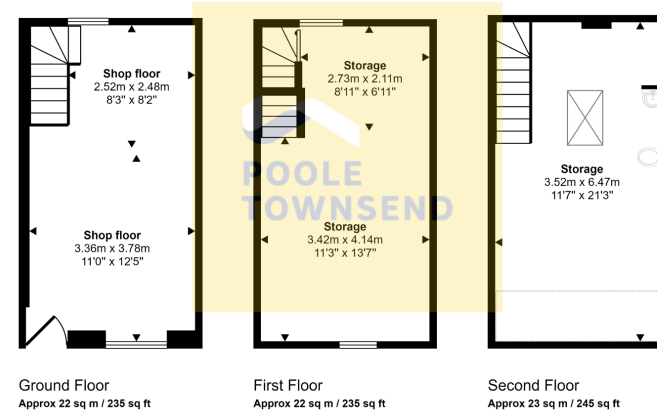 Shop floor
2.52m x 2.48m
8'3" x 8'2"
Shop floor
3.36m x 3.78m
11'0" x 12'5"
Storage
2.73m x 2.11m
8'11" x 6'11"
POOLE
TOWNSEND
Storage
3.42m x 4.14m
11'3" x 13'7"
Storage
3.52m x 6.47m
11'7" x 21'3"
Ground Floor
Approx 22 sq m / 235 sq ft
First Floor
Approx 22 sq m / 235 sq ft
Second Floor
Approx 23 sq m / 245 sq ft